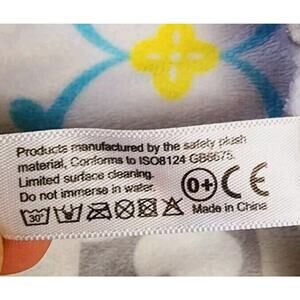 Products manufactured by the safety plush
material, Conforms to ISO8124 GB6675.
Limited surface cleaning.
Do not immerse in water.
0+ CE
30° Made in China